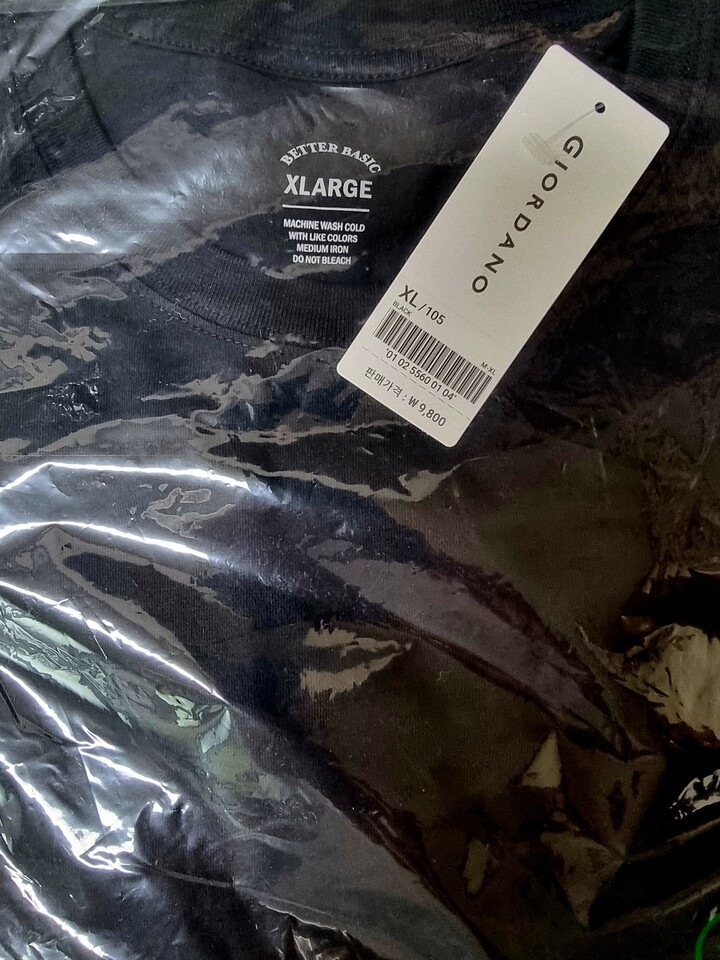 BETTER BASIC
XLARGE
MACHINE WASH COLD
WITH LIKE COLORS
MEDIUM IRON
DO NOT BLEACH
GIORDANO
XL/105
BLACK
M-XL
*01 02 5560 01 04*
판매가격 : ₩ 9,800